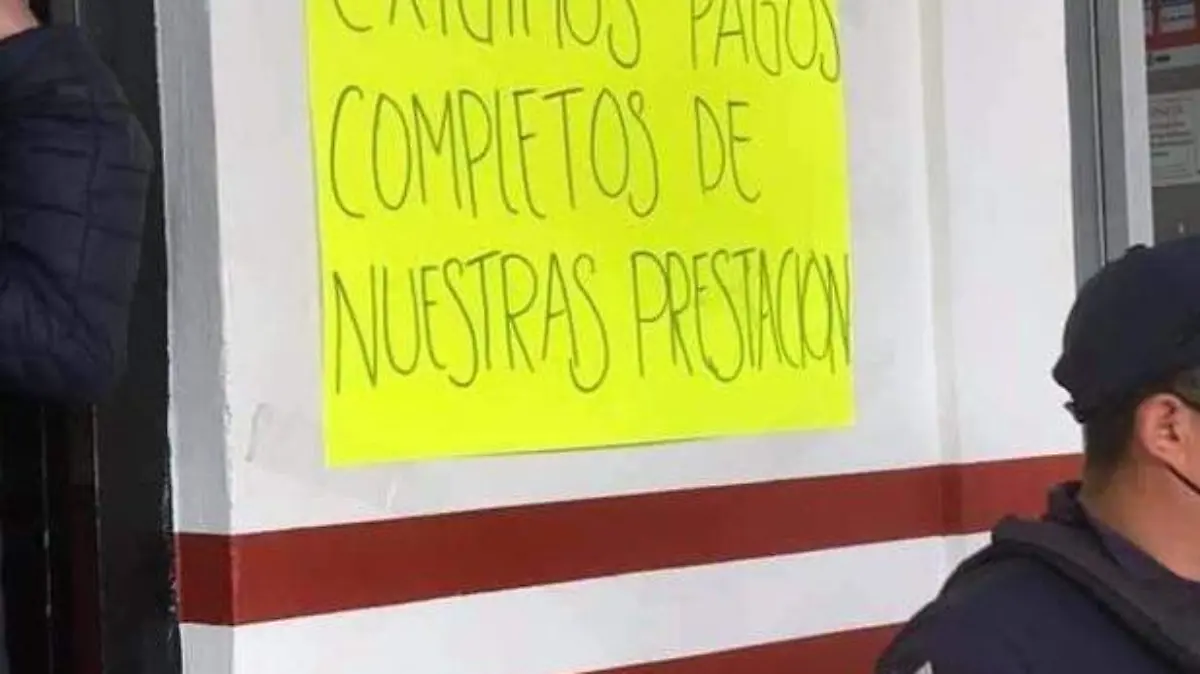 EXIGIMOS PAGOS
COMPLETOS DE
NUESTRAS PRESTACION